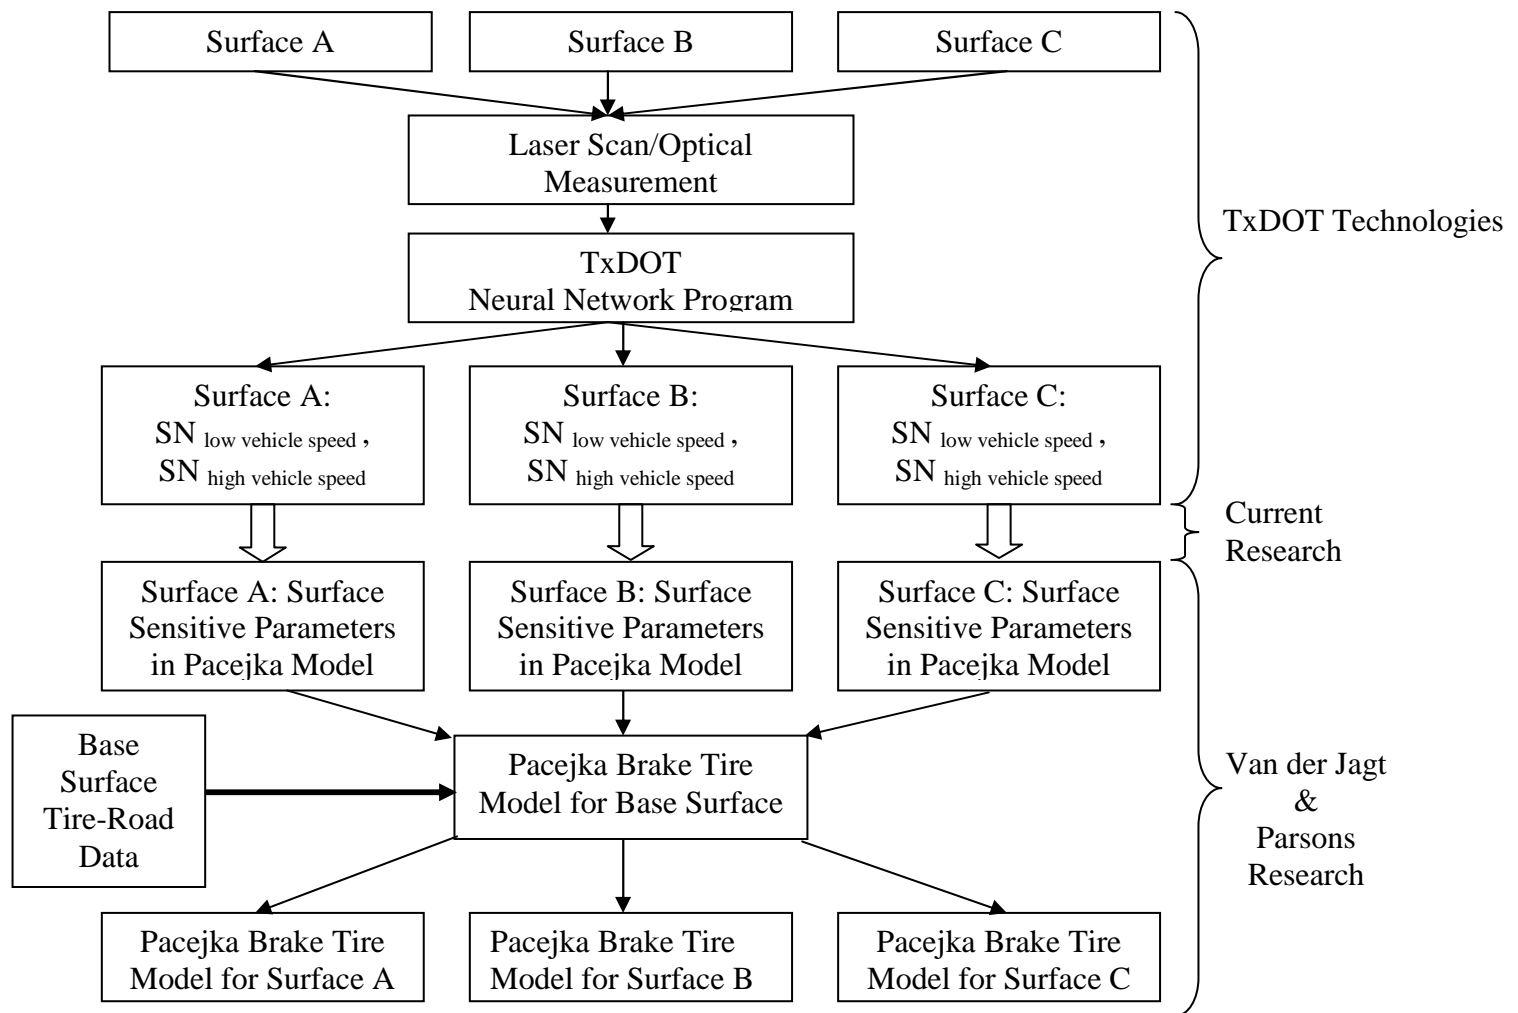 Surface A
Surface B
Surface C
Laser Scan/Optical
Measurement
TxDOT Technologies
TxDOT
Neural Network Program
Surface A:
SN low vehicle speed ,
SN high vehicle speed
Surface B:
SN low vehicle speed ,
SN high vehicle speed
Surface C:
SN low vehicle speed ,
SN high vehicle speed
Current
Research
Surface A: Surface
Sensitive Parameters
in Pacejka Model
Surface B: Surface
Sensitive Parameters
in Pacejka Model
Surface C: Surface
Sensitive Parameters
in Pacejka Model
Base
Surface
Tire-Road
Data
Pacejka Brake Tire
Model for Base Surface
Van der Jagt
&
Parsons
Research
Pacejka Brake Tire
Model for Surface A
Pacejka Brake Tire
Model for Surface B
Pacejka Brake Tire
Model for Surface C